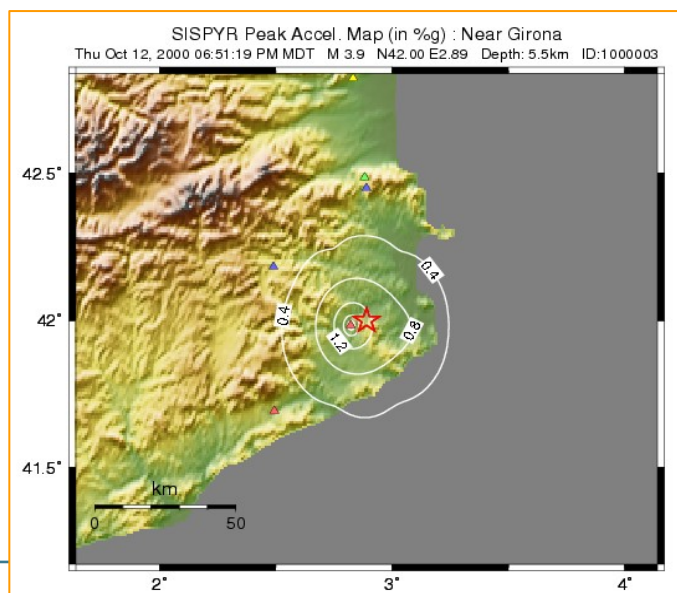 SISPYR Peak Accel. Map (in %g) : Near Girona
Thu Oct 12, 2000 06:51:19 PM MDT M 3.9 N42.00 E2.89 Depth: 5.5km ID:1000003
42.5°
0.4
0.4
42°
0.8
1.2
41.5°
km
0 50
2° 3° 4°